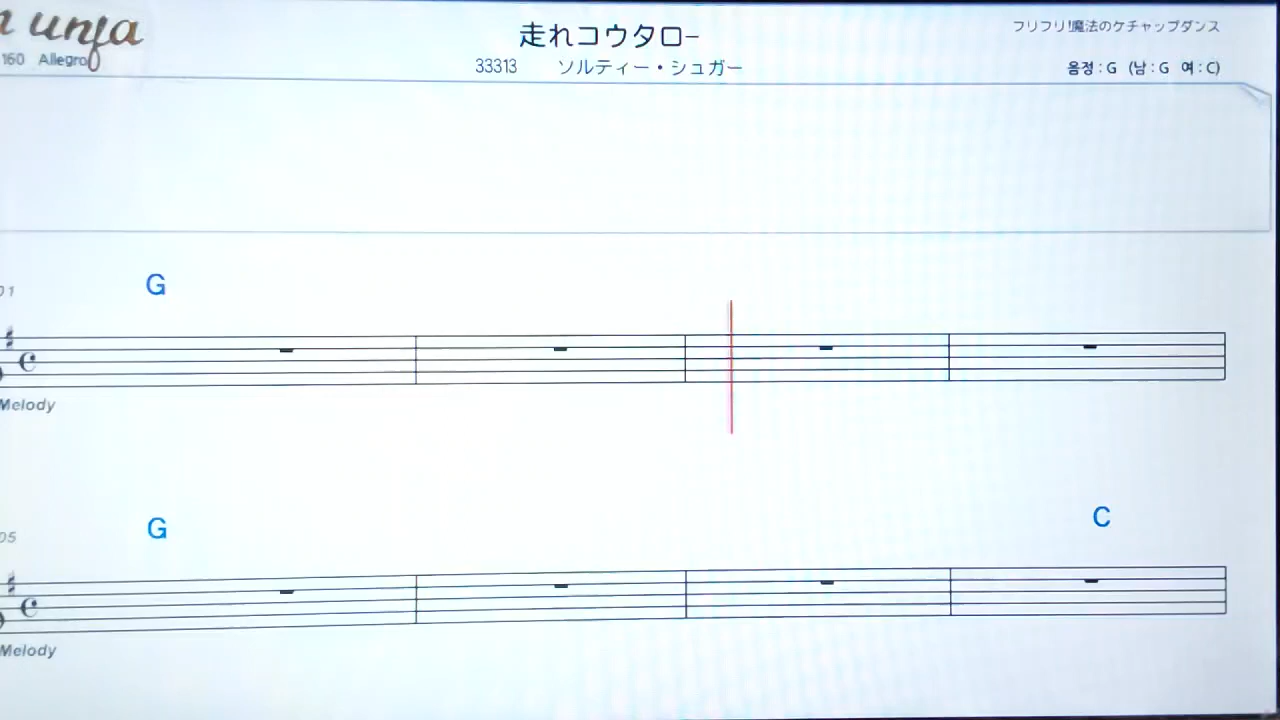 unfa
走れコウタロ－
フリフリ!魔法のケチャップダンス
160 Allegro
33313 ソルティー・シュガー
음정 : G (남 : G 여 : C)
01
G
Melody
05
G
C
Melody